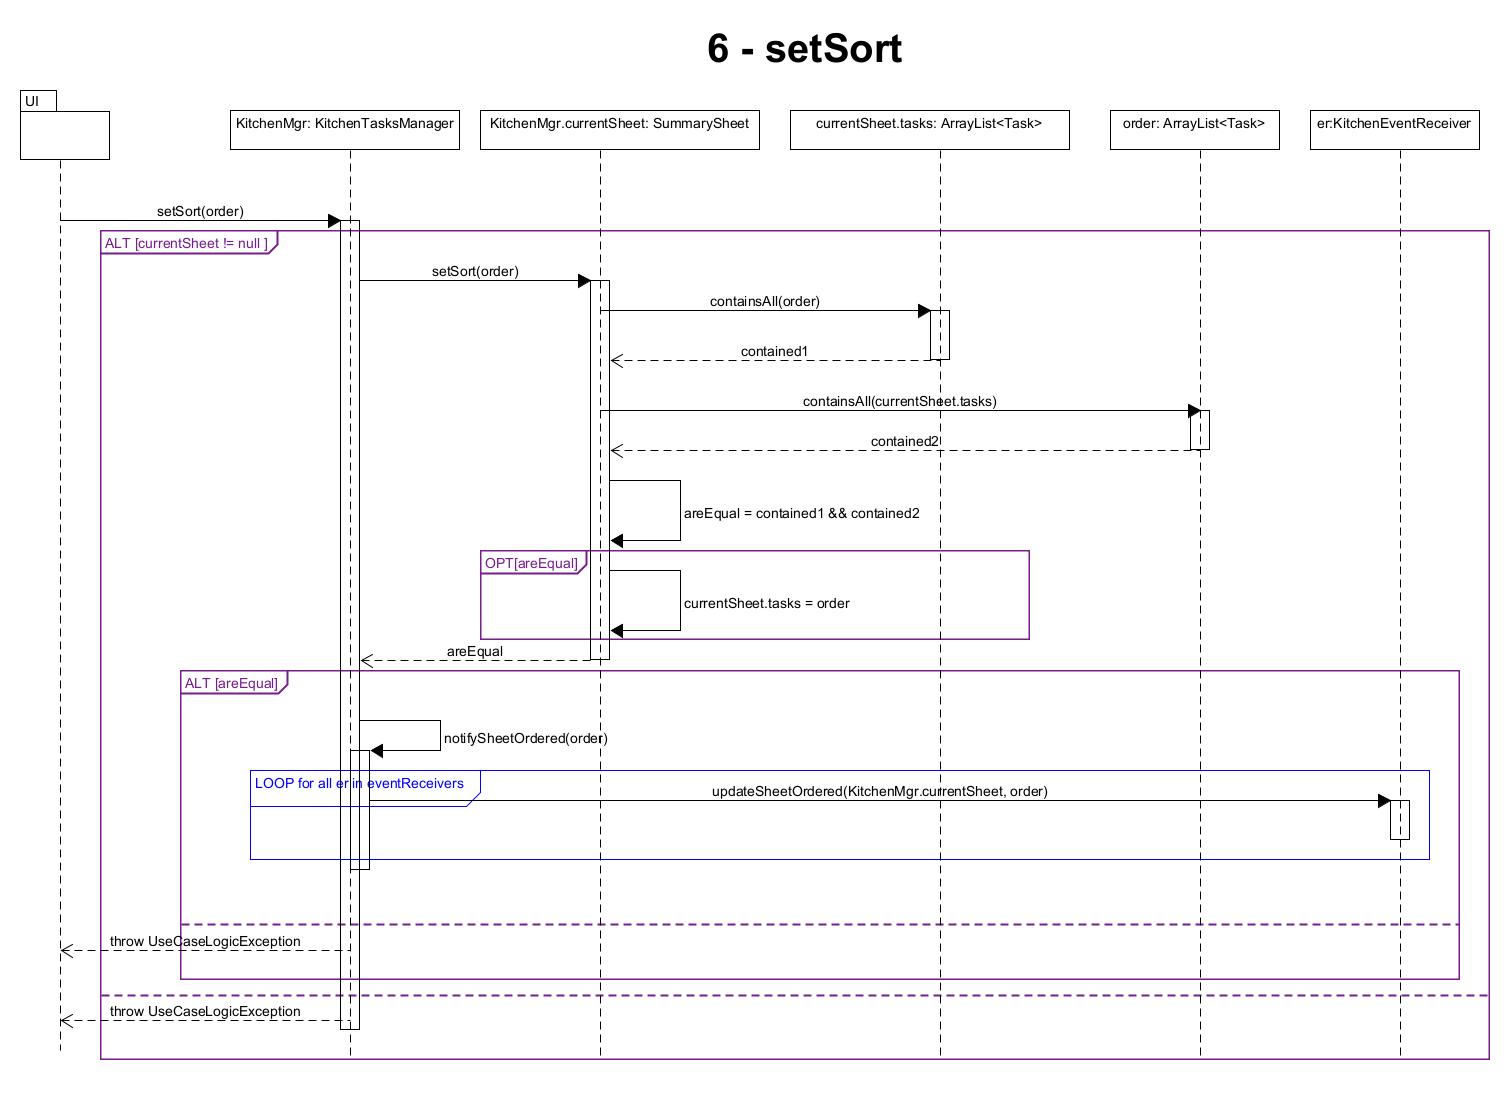 6 - setSort
UI
KitchenMgr: KitchenTasksManager
KitchenMgr.currentSheet: SummarySheet
currentSheet.tasks: ArrayList<Task>
order: ArrayList<Task>
er:KitchenEventReceiver
setSort(order)
ALT [currentSheet != null ]
setSort(order)
containsAll(order)
contained1
containsAll(currentSheet.tasks)
contained2
areEqual = contained1 && contained2
OPT[areEqual]
currentSheet.tasks = order
areEqual
ALT [areEqual]
notifySheetOrdered(order)
LOOP for all er in eventReceivers
updateSheetOrdered(KitchenMgr.currentSheet, order)
throw UseCaseLogicException
throw UseCaseLogicException